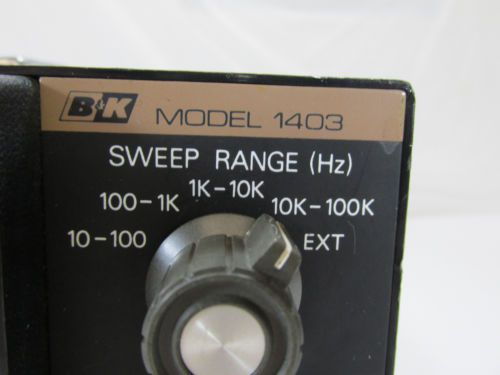 B&K MODEL 1403
SWEEP RANGE (Hz)
1K-10K
100-1K 10K-100K
10-100 EXT